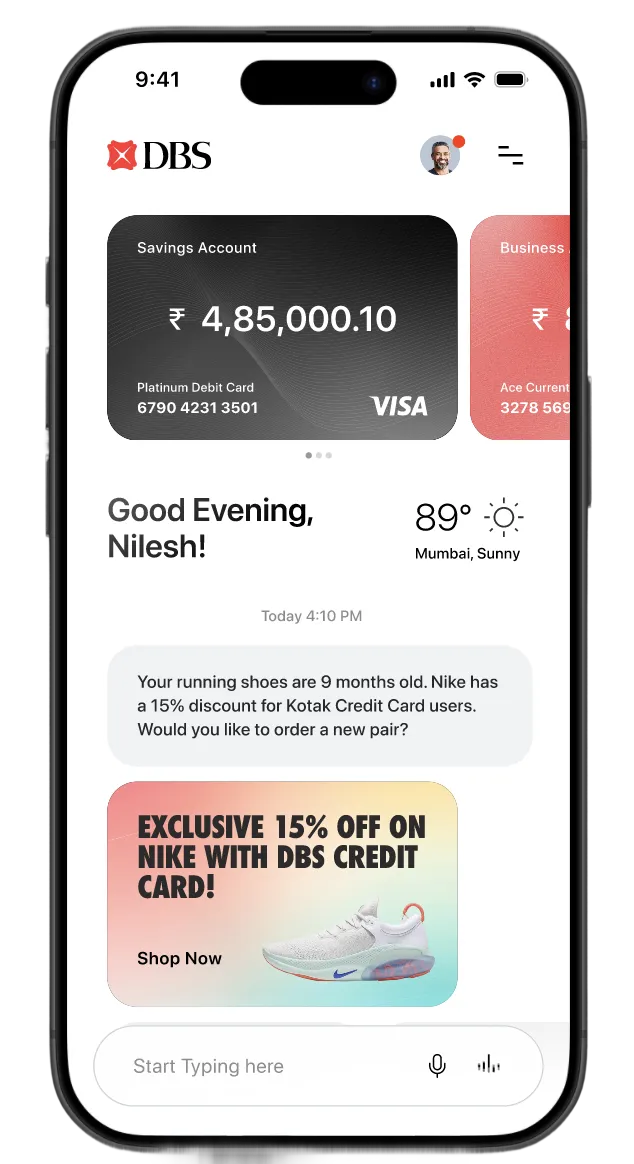 9:41
DBS
Savings Account
₹ 4,85,000.10
Platinum Debit Card
6790 4231 3501
VISA
Business
₹
Ace Current
3278 569
Good Evening,
Nilesh!
89°
Mumbai, Sunny
Today 4:10 PM
Your running shoes are 9 months old. Nike has
a 15% discount for Kotak Credit Card users.
Would you like to order a new pair?
EXCLUSIVE 15% OFF ON
NIKE WITH DBS CREDIT
CARD!
Shop Now
Start Typing here